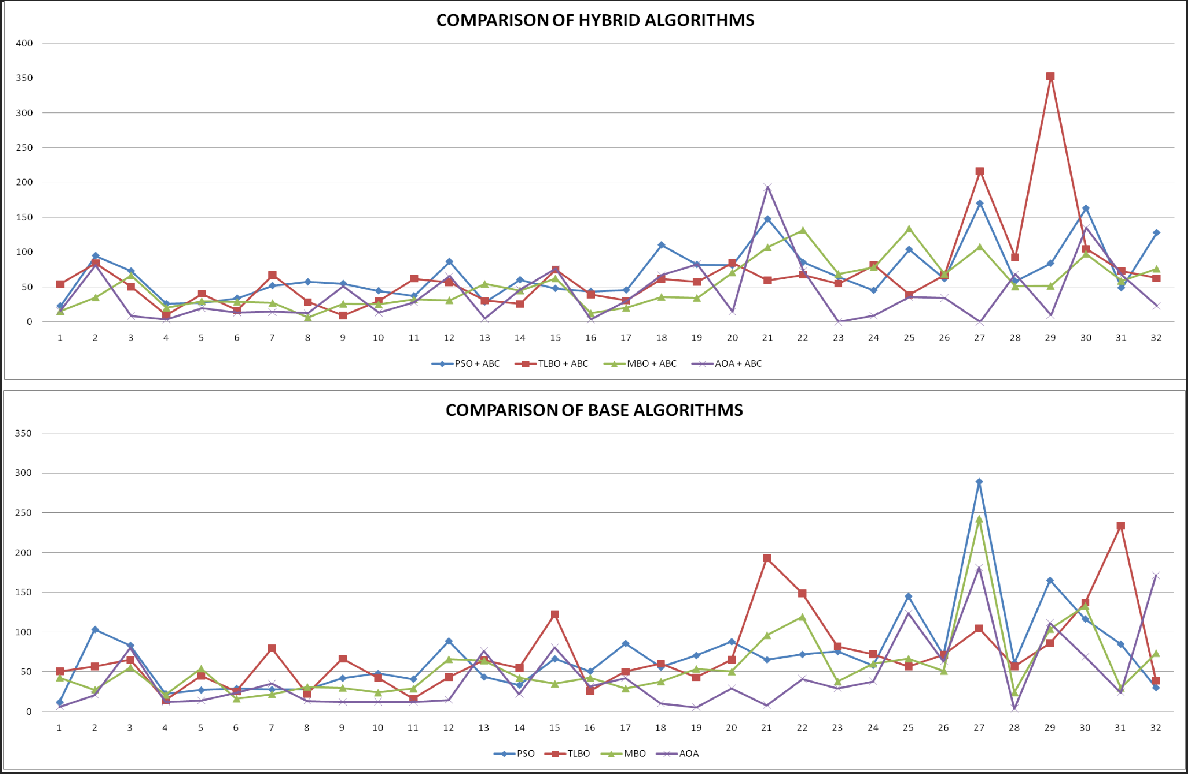 COMPARISON OF HYBRID ALGORITHMS
400
350
300
250
200
150
100
50
0
1 2 3 4 5 6 7 8 9 10 11 12 13 14 15 16 17 18 19 20 21 22 23 24 25 26 27 28 29 30 31 32
PSO + ABC TLBO + ABC MBO + ABC AOA + ABC
COMPARISON OF BASE ALGORITHMS
350
300
250
200
150
100
50
0
1 2 3 4 5 6 7 8 9 10 11 12 13 14 15 16 17 18 19 20 21 22 23 24 25 26 27 28 29 30 31 32
PSO TLBO MBO AOA